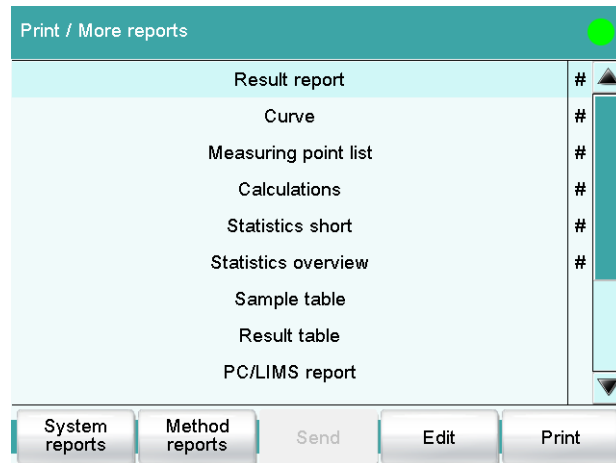 Print / More reports
Result report #
Curve #
Measuring point list #
Calculations #
Statistics short #
Statistics overview #
Sample table
Result table
PC/LIMS report
System reports
Method reports
Send
Edit
Print